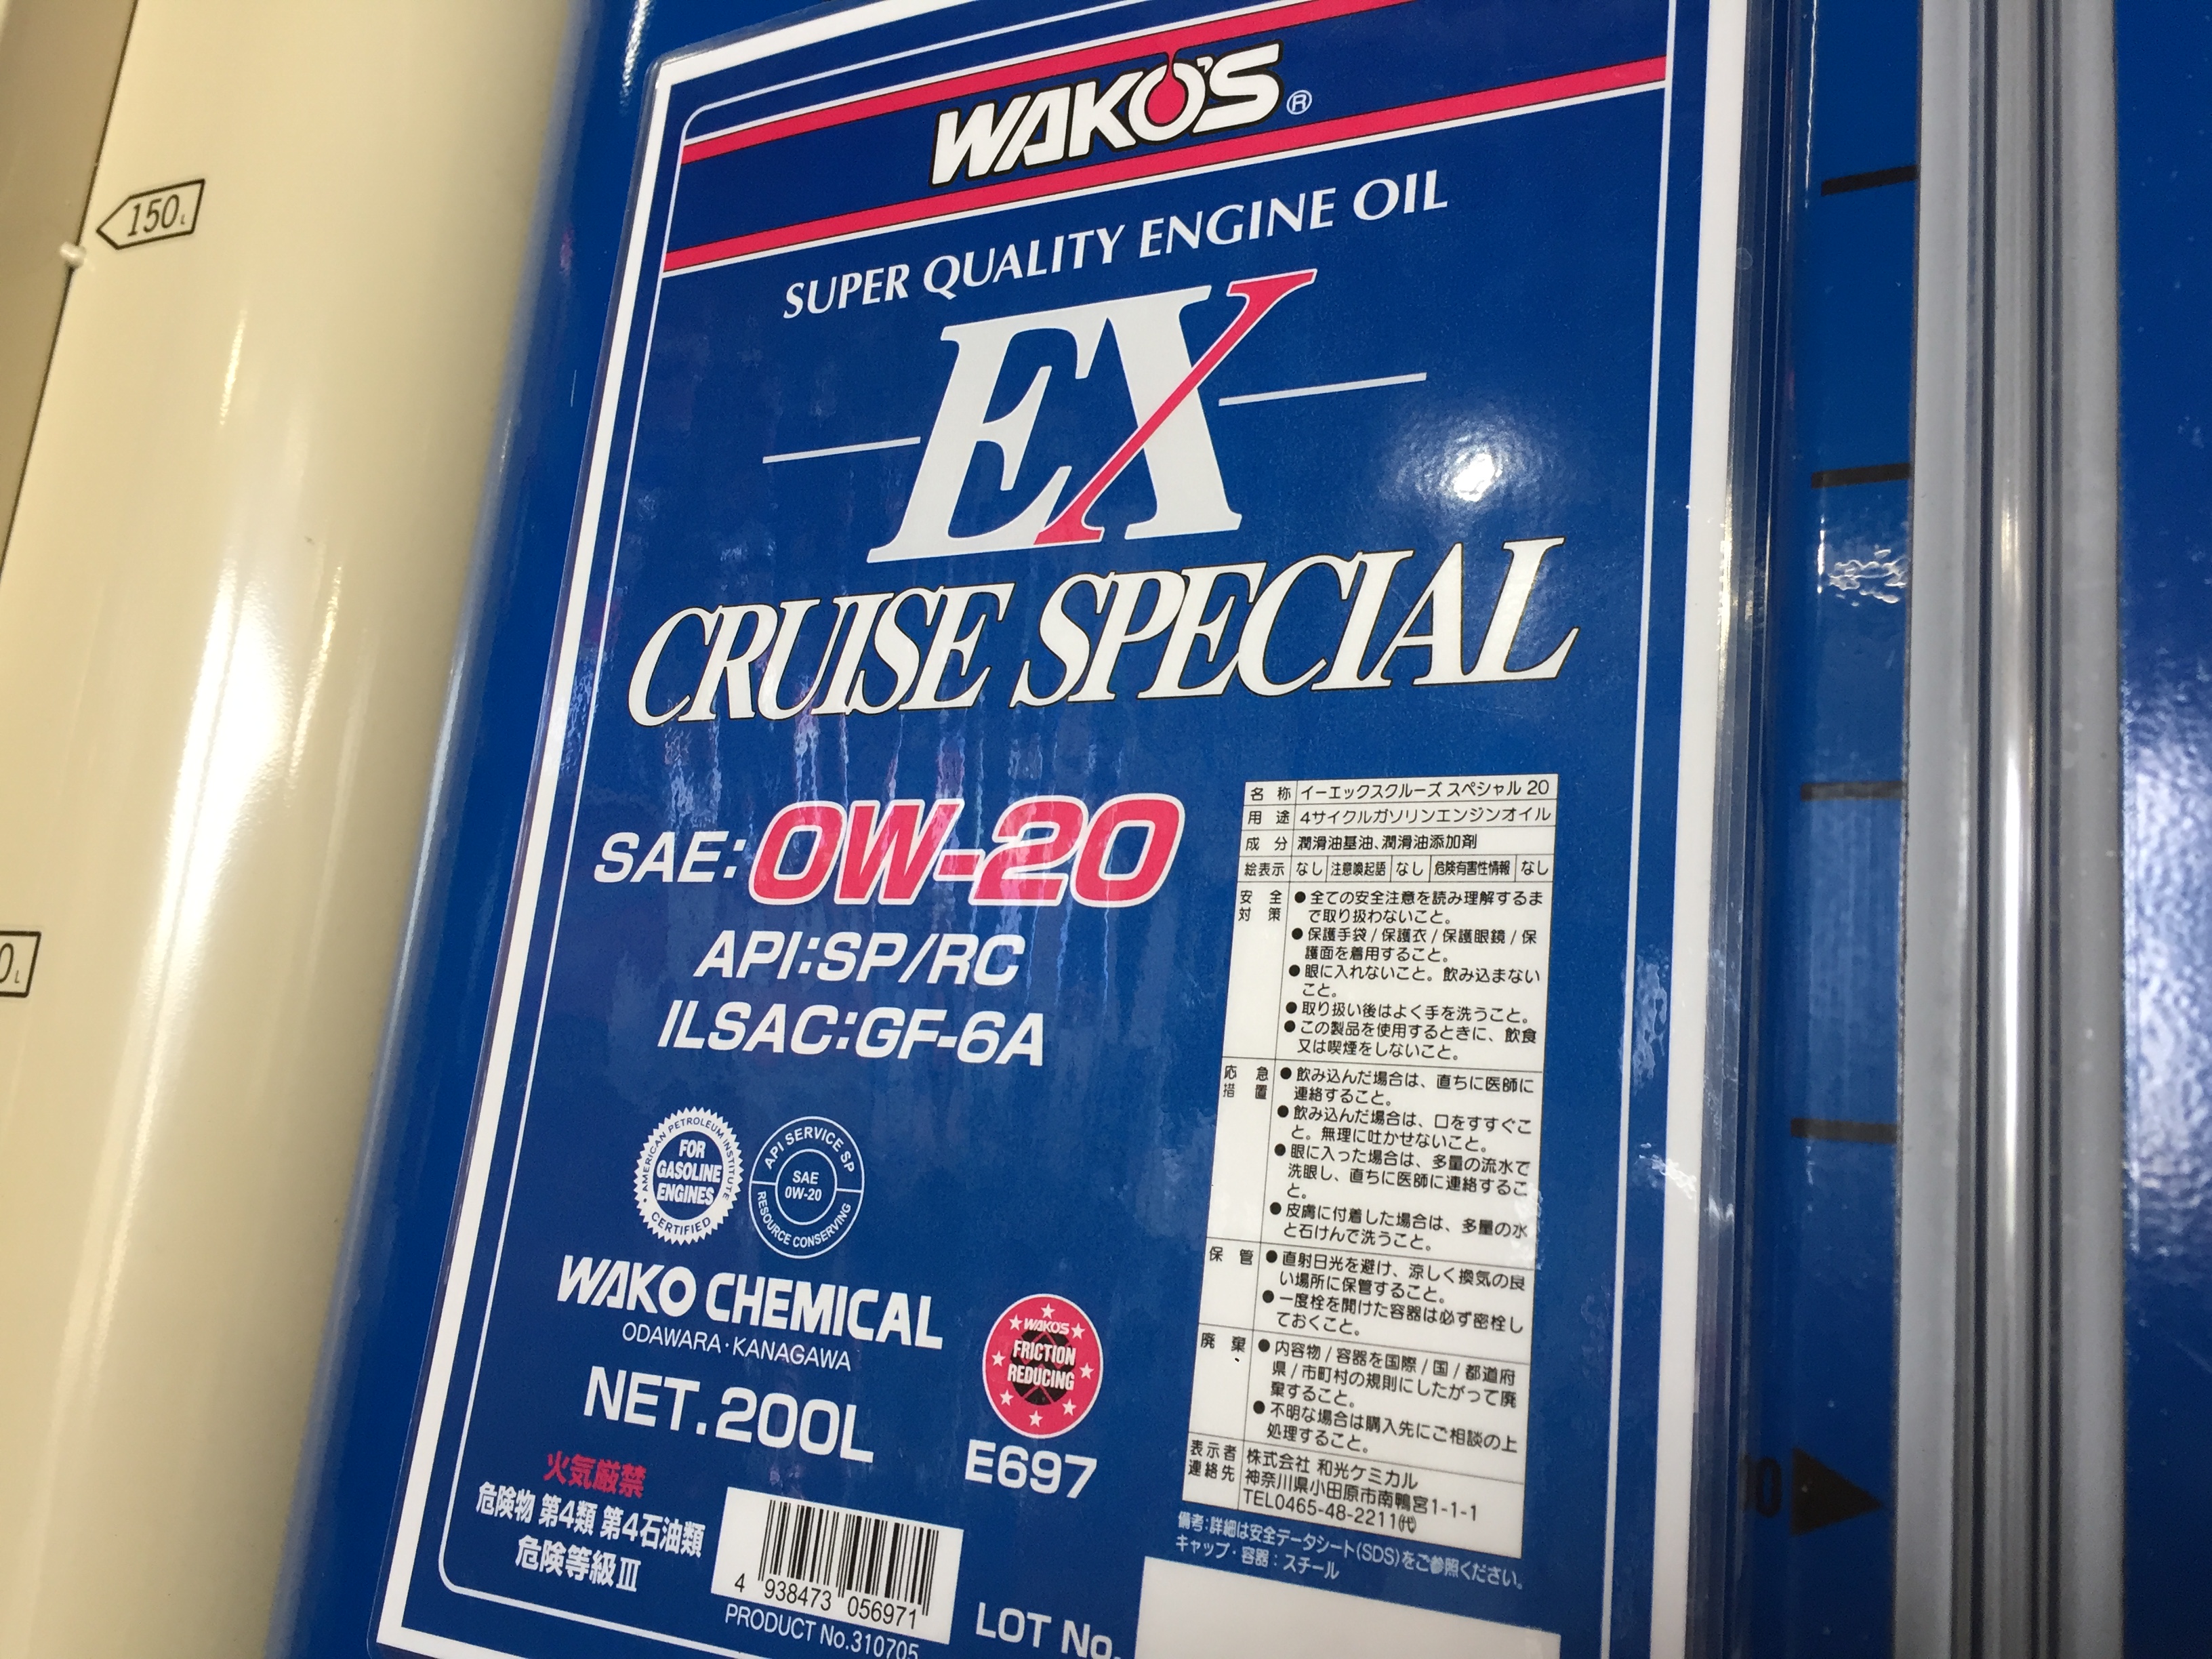 150L
0L
WAKO'S®
SUPER QUALITY ENGINE OIL
EX
CRUISE SPECIAL
SAE:0W-20
API:SP/RC
ILSAC:GF-6A
AMERICAN PETROLEUM INSTITUTE
FOR
GASOLINE
ENGINES
CERTIFIED
API SERVICE SP
SAE
0W-20
RESOURCE CONSERVING
WAKO CHEMICAL
ODAWARA・KANAGAWA
NET.200L
WAKO'S
FRICTION
REDUCING
E697
火気厳禁
危険物 第4類 第4石油類
危険等級Ⅲ
4 938473 056971
PRODUCT No.310705
LOT No.
名称 イーエックスクルーズ スペシャル 20
用途 4サイクルガソリンエンジンオイル
成分 潤滑油基油、潤滑油添加剤
絵表示 なし 注意喚起語 なし 危険有害性情報 なし
安全
対策
●全ての安全注意を読み理解するま
で取り扱わないこと。
●保護手袋/保護衣/保護眼鏡/保
護面を着用すること。
●眼に入れないこと。飲み込まない
こと。
●取り扱い後はよく手を洗うこと。
●この製品を使用するときに、飲食
又は喫煙をしないこと。
応急
措置
●飲み込んだ場合は、直ちに医師に
連絡すること。
●飲み込んだ場合は、口をすすぐこ
と。無理に吐かせないこと。
●眼に入った場合は、多量の流水で
洗眼し、直ちに医師に連絡するこ
と。
●皮膚に付着した場合は、多量の水
と石けんで洗うこと。
保管
●直射日光を避け、涼しく換気の良
い場所に保管すること。
●一度栓を開けた容器は必ず密栓し
ておくこと。
廃棄
●内容物/容器を国際/国/都道府
県/市町村の規則にしたがって廃
棄すること。
●不明な場合は購入先にご相談の上
処理すること。
表示者
連絡先
株式会社 和光ケミカル
神奈川県小田原市南鴨宮1-1-1
TEL0465-48-2211㈹
備考:詳細は安全データシート(SDS)をご参照ください。
キャップ・容器:スチール